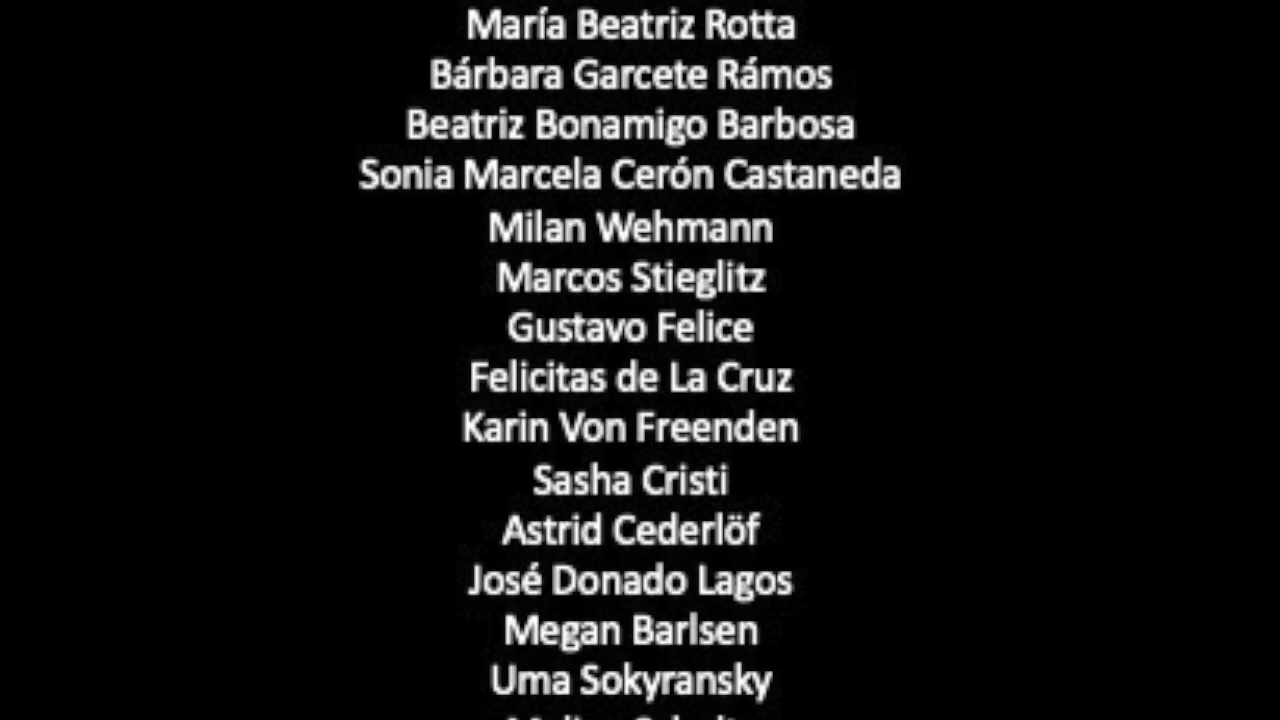 María Beatriz Rotta
Bárbara Garcete Rámos
Beatriz Bonamigo Barbosa
Sonia Marcela Cerón Castaneda
Milan Wehmann
Marcos Stieglitz
Gustavo Felice
Felicitas de La Cruz
Karin Von Freenden
Sasha Cristi
Astrid Cederlöf
José Donado Lagos
Megan Barlsen
Uma Sokyransky